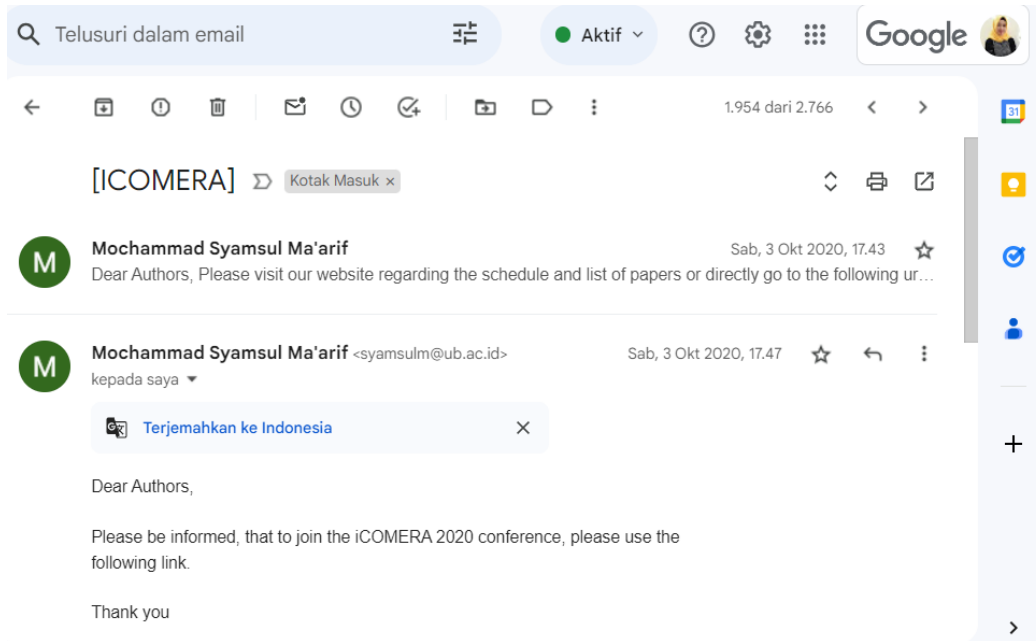 Telusuri dalam email
Aktif
Google
1.954 dari 2.766
31
[ICOMERA]
Kotak Masuk ×
Mochammad Syamsul Ma'arif
Sab, 3 Okt 2020, 17.43
M
Dear Authors, Please visit our website regarding the schedule and list of papers or directly go to the following ur…
Mochammad Syamsul Ma'arif <syamsulm@ub.ac.id>
Sab, 3 Okt 2020, 17.47
M
kepada saya
Terjemahkan ke Indonesia
Dear Authors,
Please be informed, that to join the iCOMERA 2020 conference, please use the
following link.
Thank you